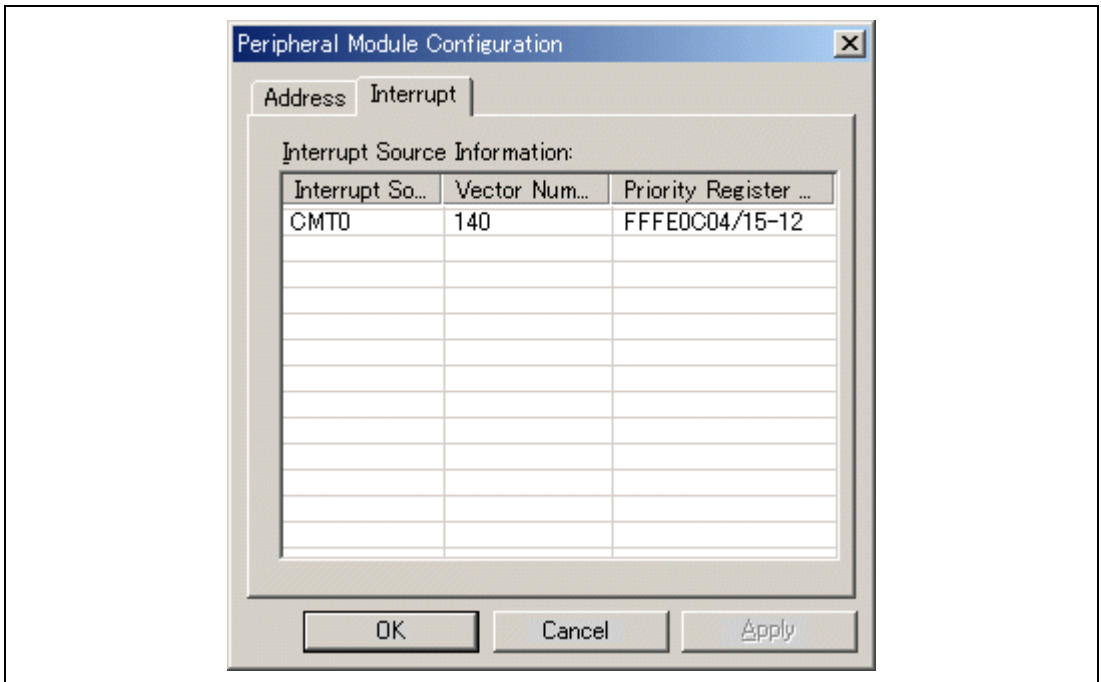 Peripheral Module Configuration
Address Interrupt
Interrupt Source Information:
Interrupt So... Vector Num... Priority Register ...
CMT0 140 FFFE0C04/15-12
OK Cancel Apply